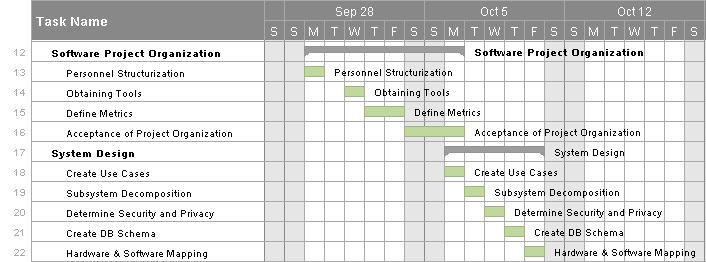 Task Name
Sep 28 Oct 5 Oct 12
S S M T W T F S S M T W T F S S M T W T F S
12 Software Project Organization Software Project Organization
13 Personnel Structurization Personnel Structurization
14 Obtaining Tools Obtaining Tools
15 Define Metrics Define Metrics
16 Acceptance of Project Organization Acceptance of Project Organization
17 System Design System Design
18 Create Use Cases Create Use Cases
19 Subsystem Decomposition Subsystem Decomposition
20 Determine Security and Privacy Determine Security and Privacy
21 Create DB Schema Create DB Schema
22 Hardware & Software Mapping Hardware & Software Mapping